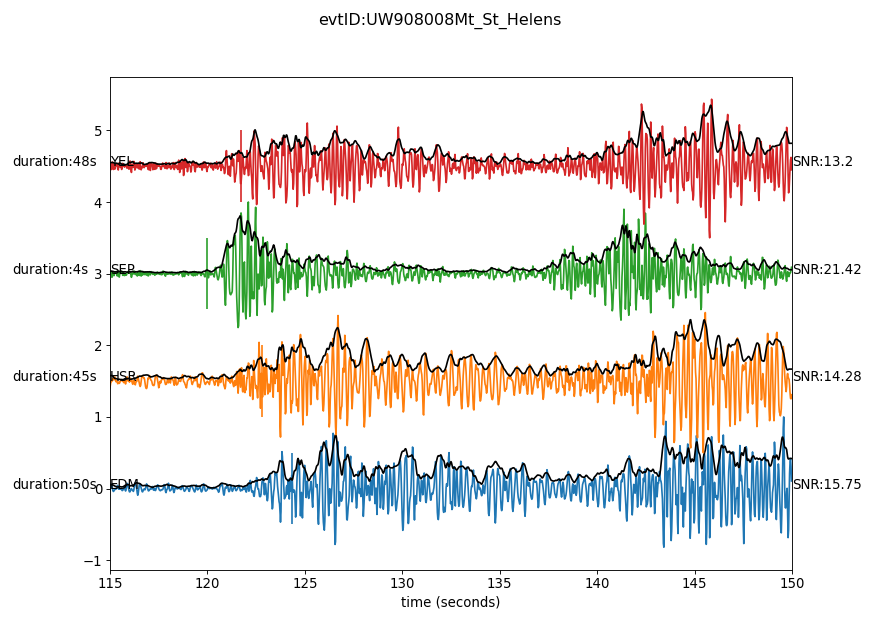 evtID:UW908008Mt_St_Helens
5
duration:48s YEL SNR:13.2
4
duration:4s 3 SEP SNR:21.42
2
duration:45s HSR SNR:14.28
1
duration:50s 0 EDM SNR:15.75
−1
115 120 125 130 135 140 145 150
time (seconds)